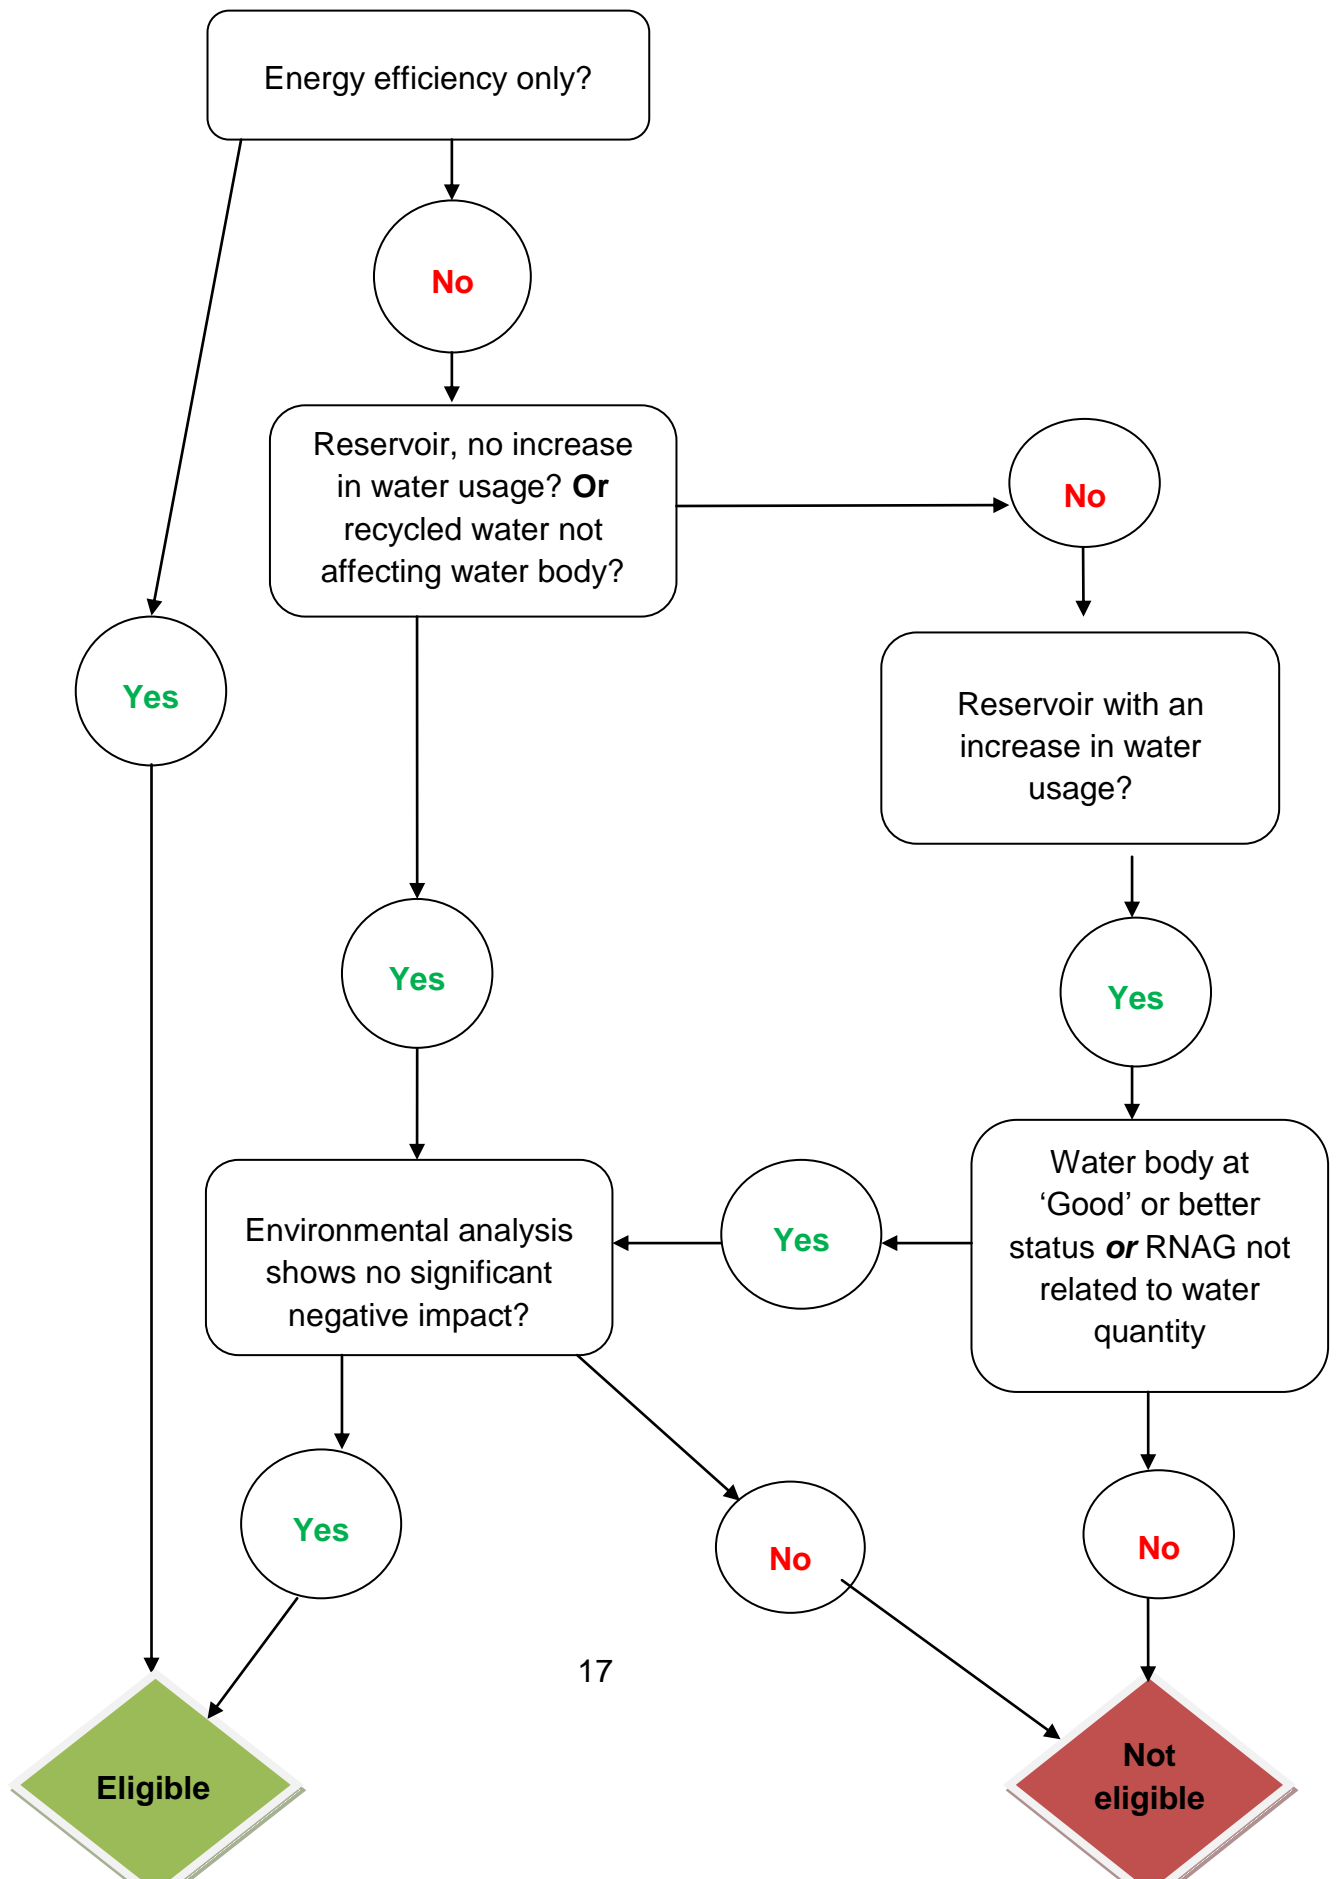 Energy efficiency only?
No
Reservoir, no increase
in water usage? Or
recycled water not
affecting water body?
No
Yes
Reservoir with an
increase in water
usage?
Yes
Yes
Water body at
‘Good’ or better
status or RNAG not
related to water
quantity
Yes
Environmental analysis
shows no significant
negative impact?
Yes
No
No
17
Eligible
Not
eligible